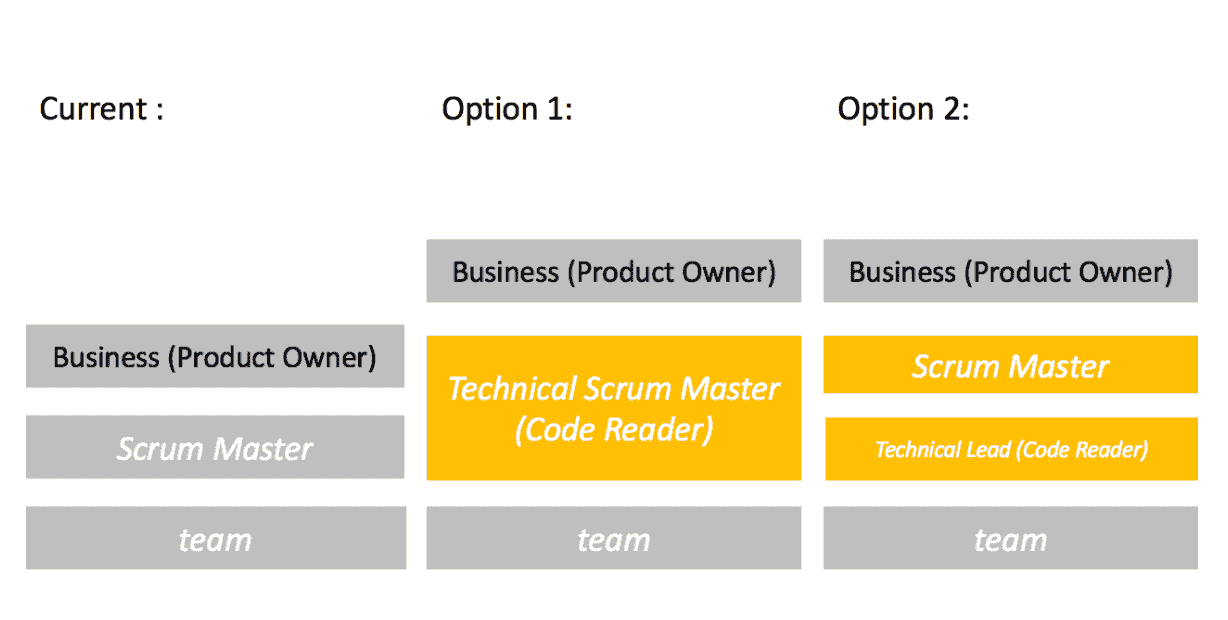 Current :
Business (Product Owner)
Scrum Master
team
Option 1:
Business (Product Owner)
Technical Scrum Master
(Code Reader)
team
Option 2:
Business (Product Owner)
Scrum Master
Technical Lead (Code Reader)
team